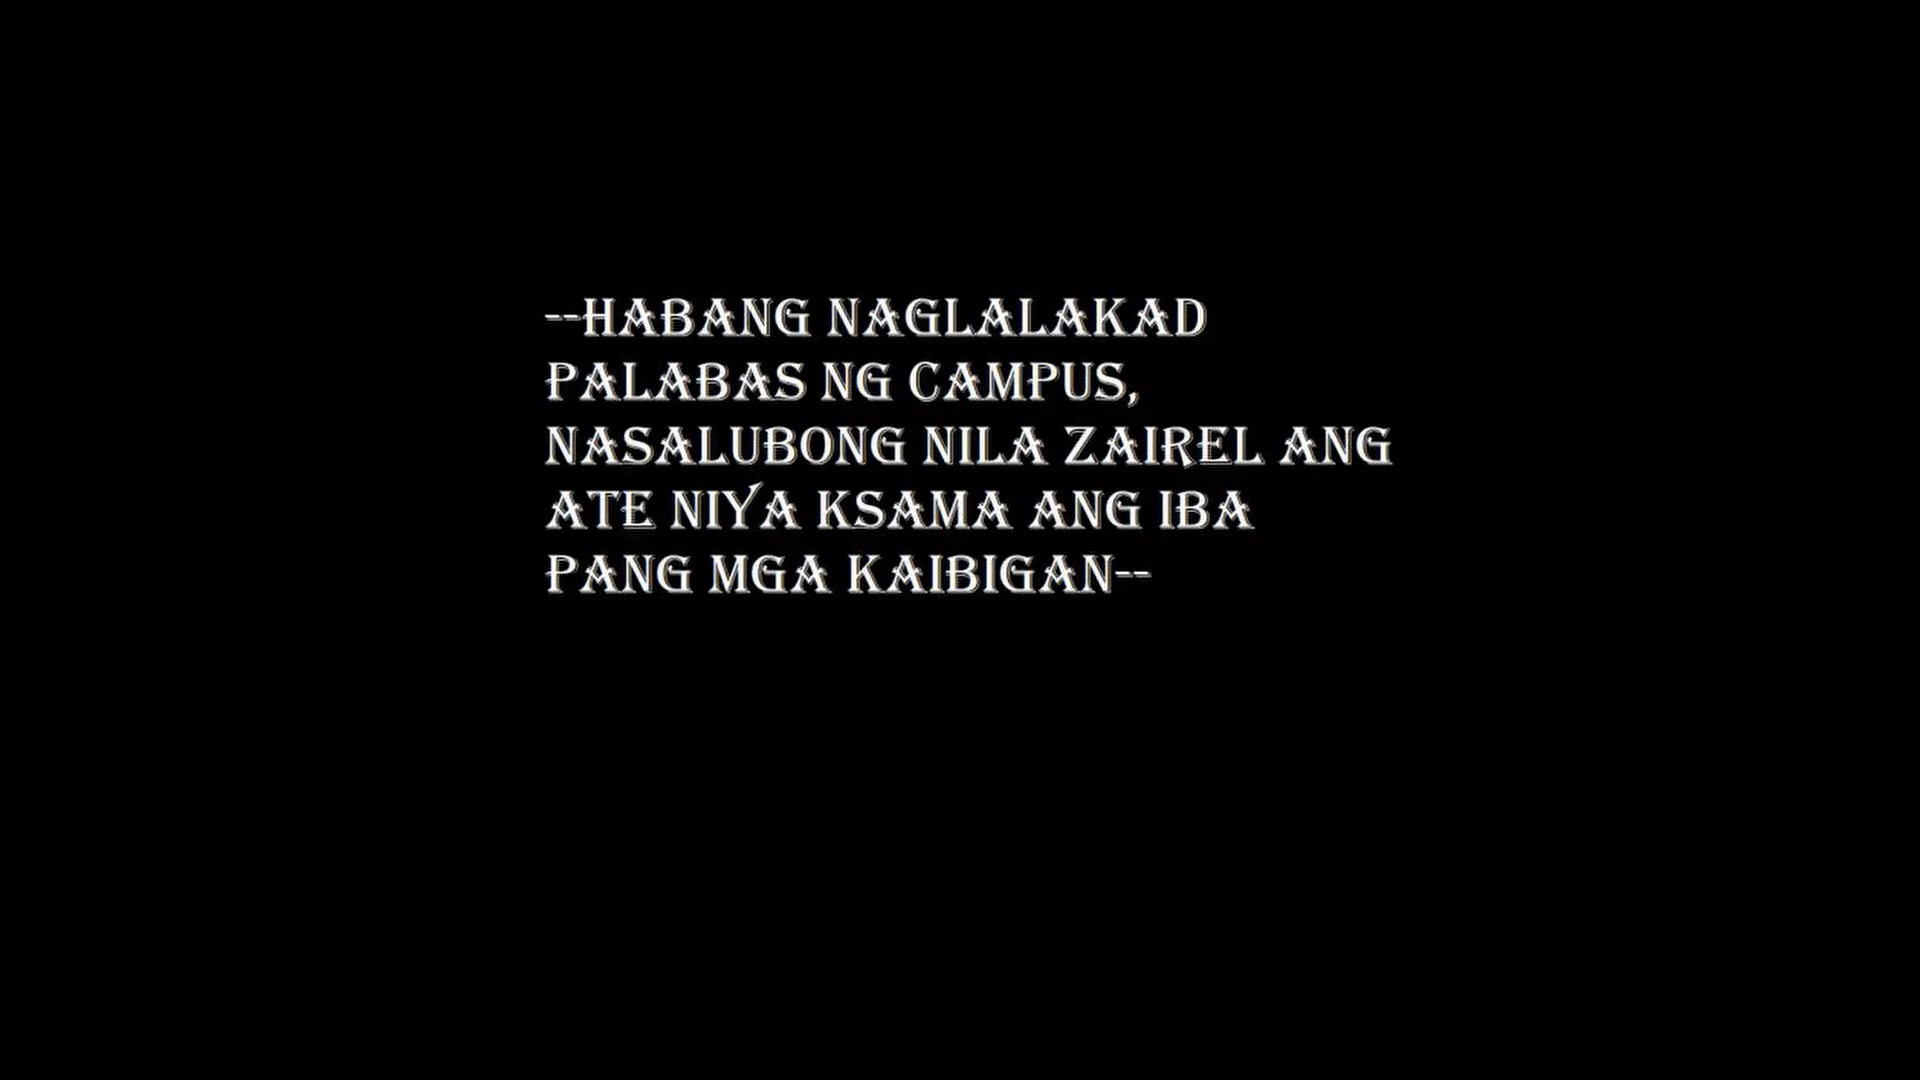 --HABANG NAGLALAKAD
PALABAS NG CAMPUS,
NASALUBONG NILA ZAIREL ANG
ATE NIYA KSAMA ANG IBA
PANG MGA KAIBIGAN--